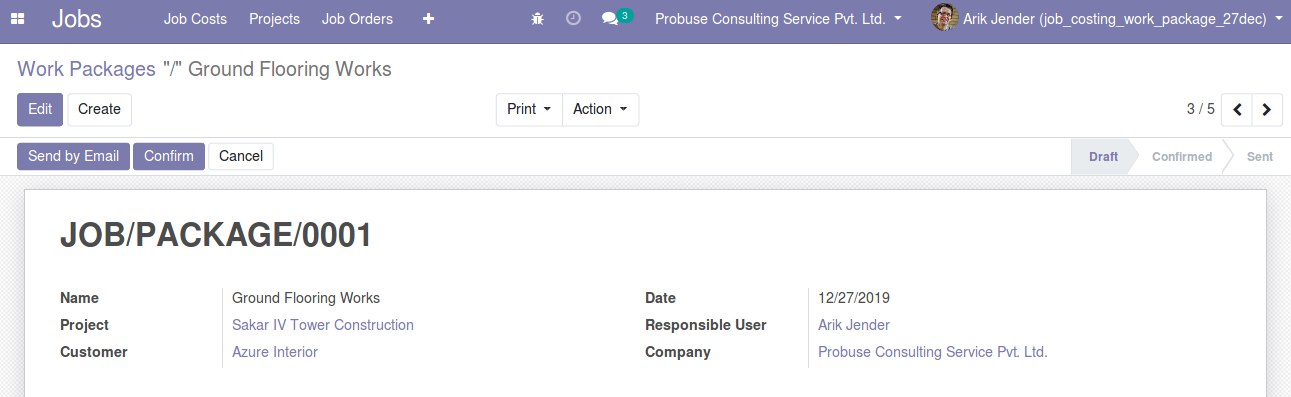 Jobs Job Costs Projects Job Orders 3 Probuse Consulting Service Pvt. Ltd. Arik Jender (job_costing_work_package_27dec)
Work Packages "/" Ground Flooring Works
Edit Create Print Action 3 / 5
Send by Email Confirm Cancel Draft Confirmed Sent
JOB/PACKAGE/0001
Name Ground Flooring Works Date 12/27/2019
Project Sakar IV Tower Construction Responsible User Arik Jender
Customer Azure Interior Company Probuse Consulting Service Pvt. Ltd.